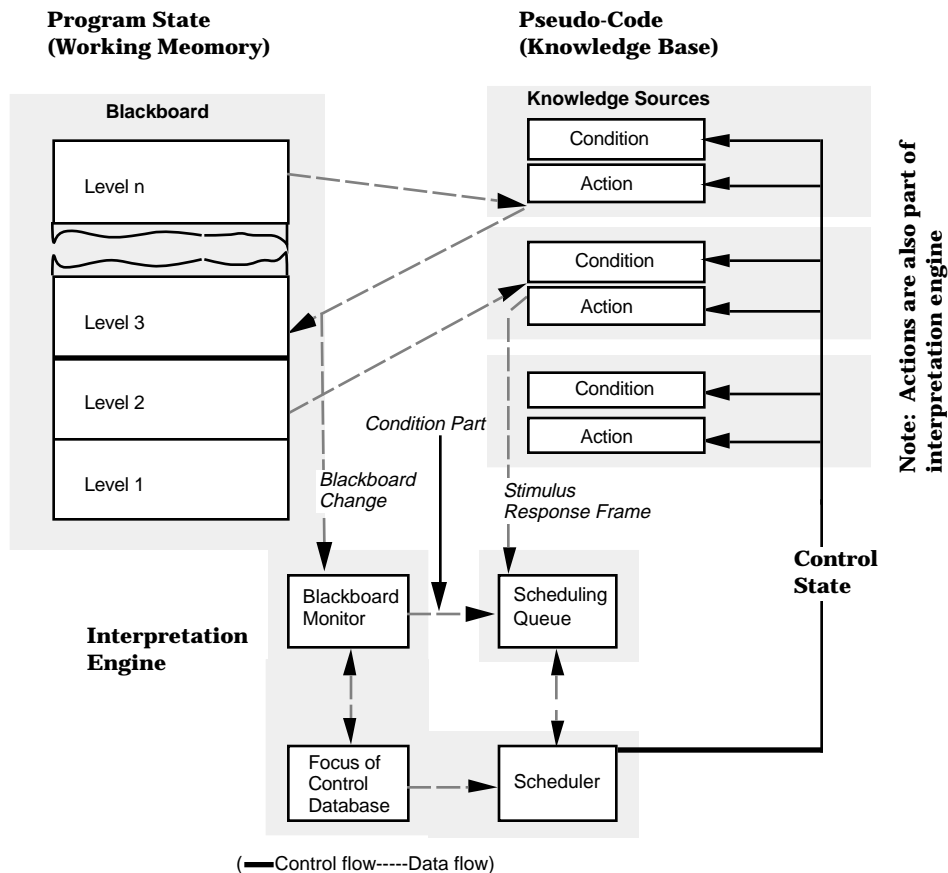 Program State
(Working Meomory)
Pseudo-Code
(Knowledge Base)
Blackboard
Level n
Level 3
Level 2
Level 1
Knowledge Sources
Condition
Action
Condition
Action
Condition
Action
Note: Actions are also part of
interpretation engine
Condition Part
Blackboard
Change
Stimulus
Response Frame
Control
State
Interpretation
Engine
Blackboard
Monitor
Scheduling
Queue
Focus of
Control
Database
Scheduler
(Control flow-----Data flow)